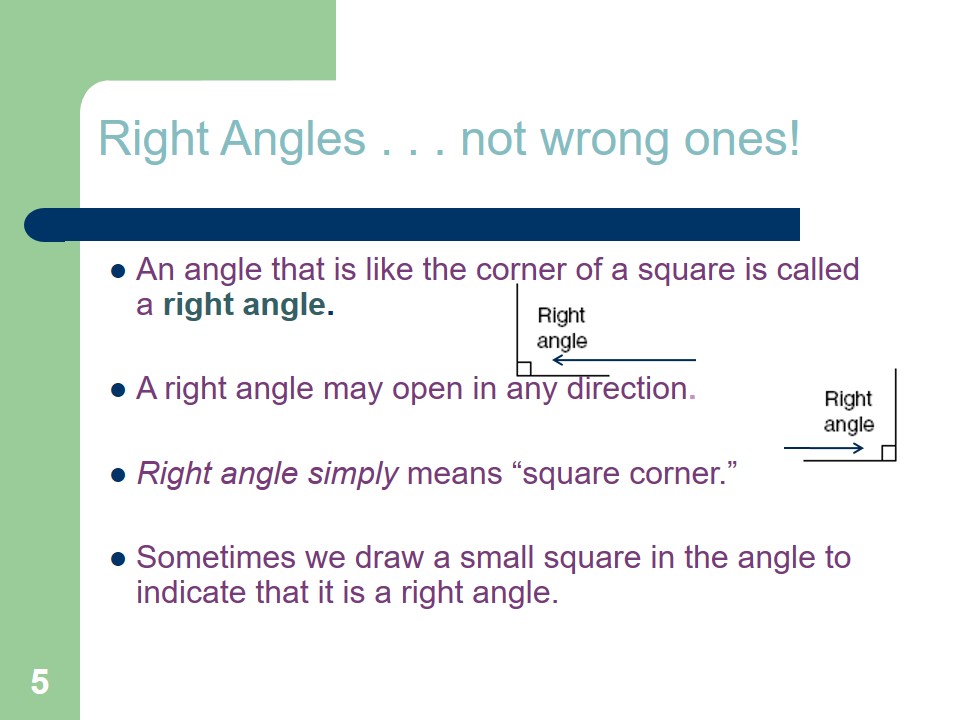 Right Angles . . . not wrong ones!
An angle that is like the corner of a square is called
a right angle.
Right
angle
A right angle may open in any direction.
Right
angle
Right angle simply means “square corner.”
Sometimes we draw a small square in the angle to
indicate that it is a right angle.
5